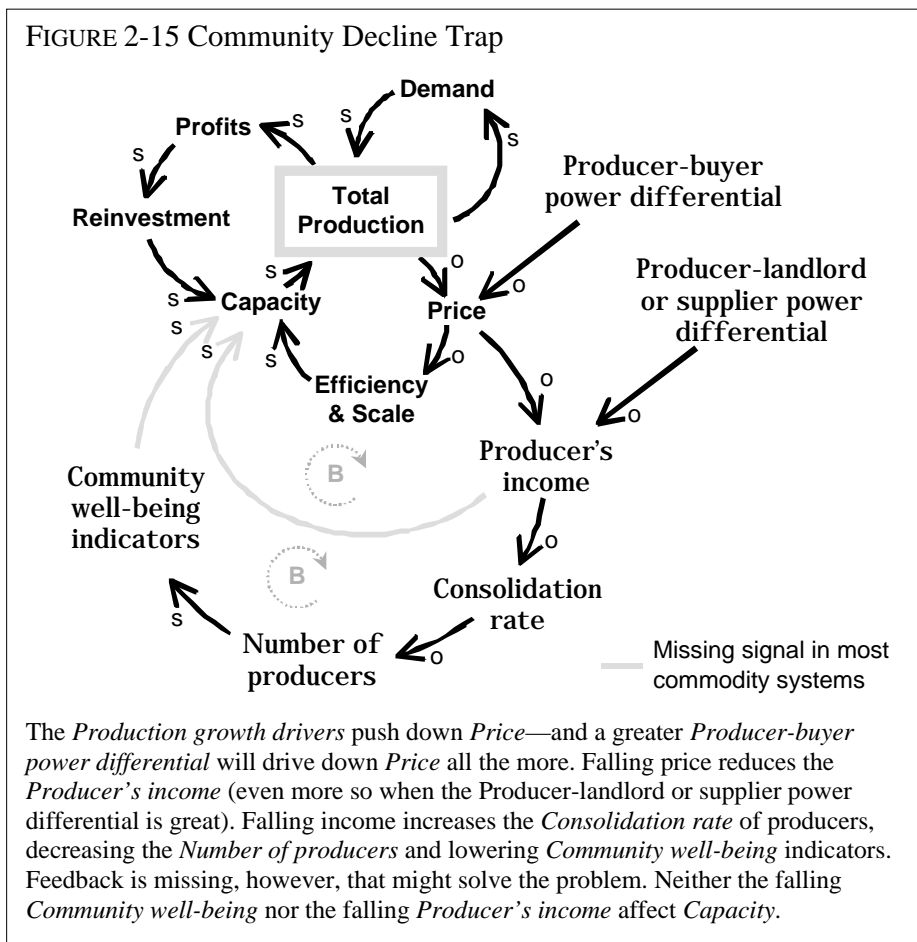 FIGURE 2-15 Community Decline Trap
Demand
s
s
Profits
s
s
Total
Production
s
Producer-buyer
power differential
Reinvestment
o
s
o
Producer-landlord
or supplier power
differential
Capacity
Price
s
s
s
s
o
Efficiency
& Scale
o
o
Producer's
income
B
Community
well-being
indicators
o
B
Consolidation
rate
s
Number of
producers
o
Missing signal in most
commodity systems
The Production growth drivers push down Price—and a greater Producer-buyer
power differential will drive down Price all the more. Falling price reduces the
Producer’s income (even more so when the Producer-landlord or supplier power
differential is great). Falling income increases the Consolidation rate of producers,
decreasing the Number of producers and lowering Community well-being indicators.
Feedback is missing, however, that might solve the problem. Neither the falling
Community well-being nor the falling Producer’s income affect Capacity.